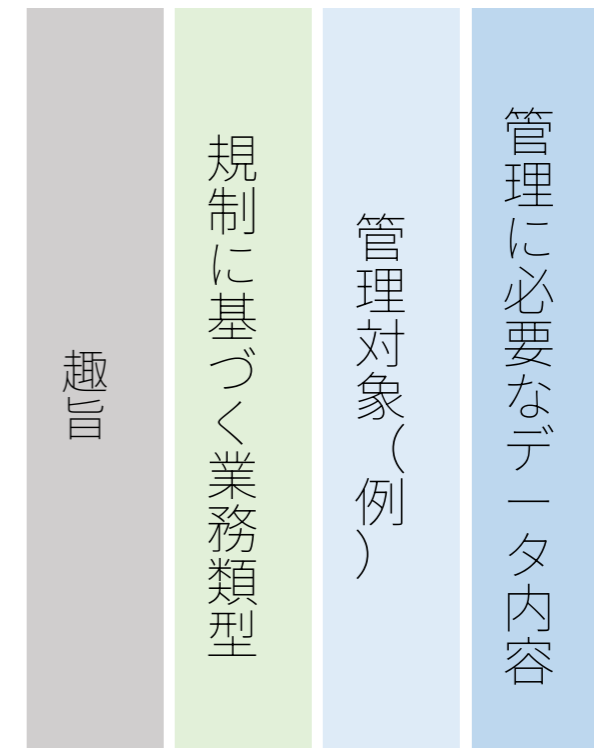 趣旨
規制に基づく業務類型
管理対象（例）
管理に必要なデータ内容